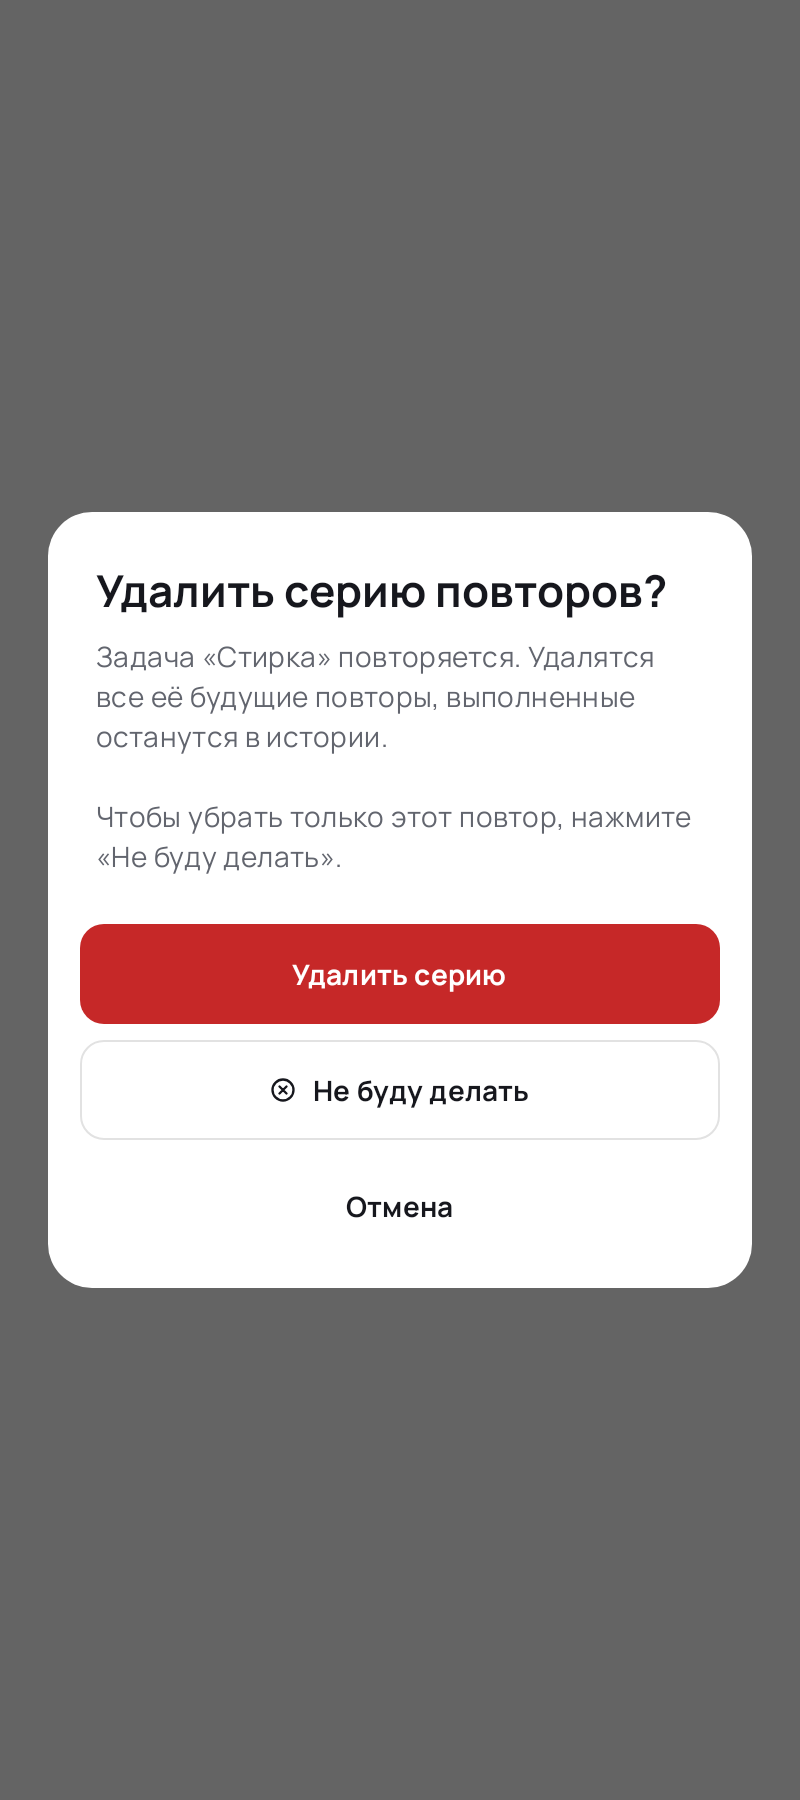 Удалить серию повторов?
Задача «Стирка» повторяется. Удалятся
все её будущие повторы, выполненные
останутся в истории.
Чтобы убрать только этот повтор, нажмите
«Не буду делать».
Удалить серию
Не буду делать
Отмена